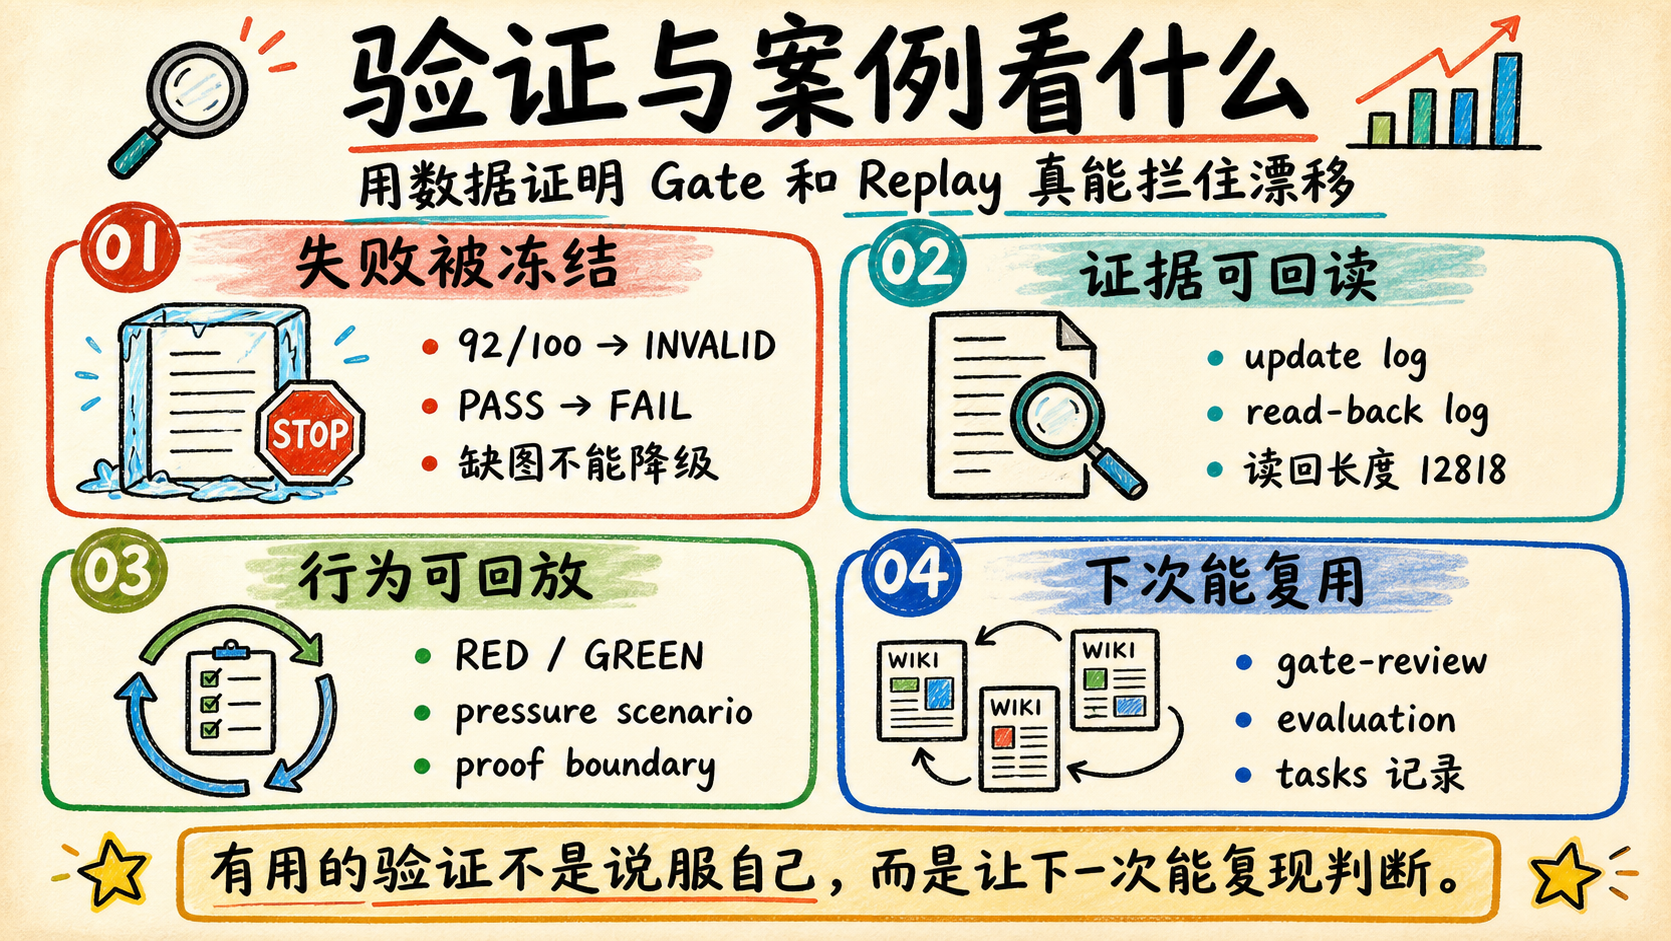 验证与案例看什么
用数据证明 Gate 和 Replay 真能拦住漂移
01 失败被冻结
STOP
92/100 → INVALID
PASS → FAIL
缺图不能降级
02 证据可回读
update log
read-back log
读回长度 12818
03 行为可回放
RED / GREEN
pressure scenario
proof boundary
04 下次能复用
WIKI
WIKI
WIKI
gate-review
evaluation
tasks 记录
有用的验证不是说服自己，而是让下一次能复现判断。